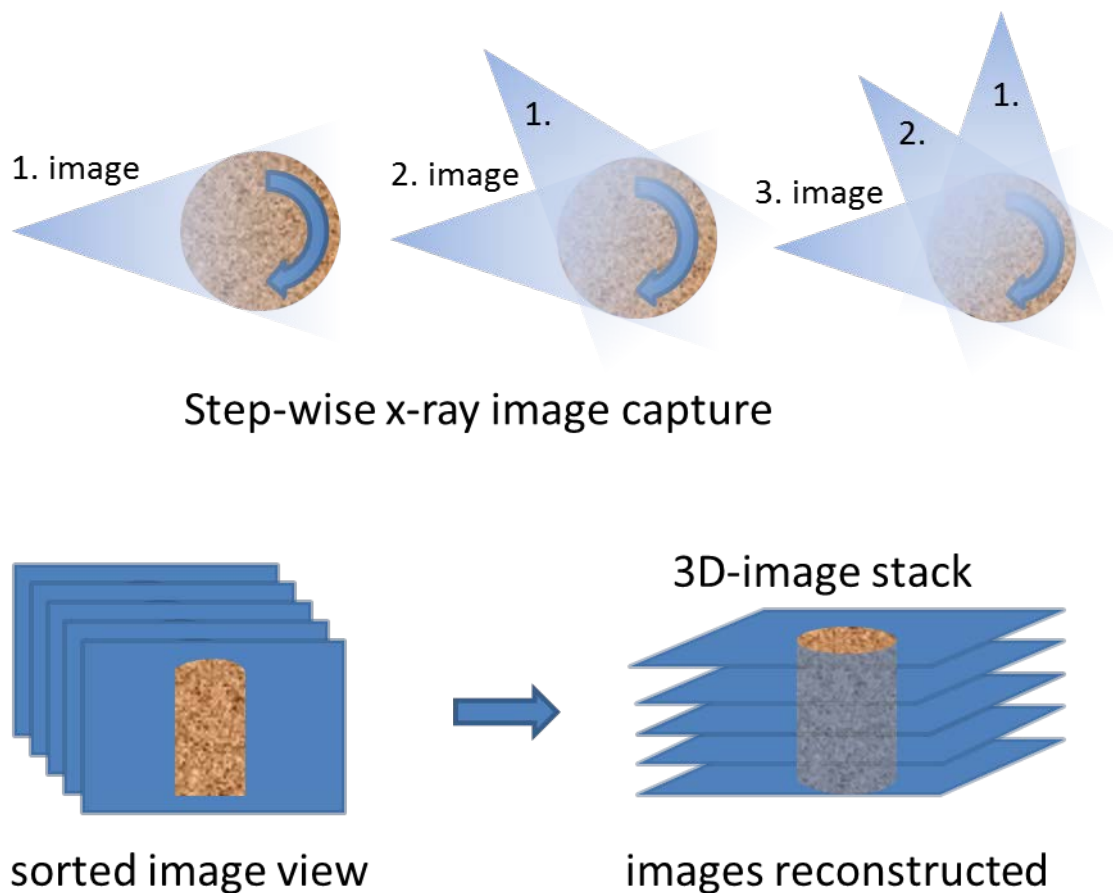 1. image
1.
2. image
1.
2.
3. image
Step-wise x-ray image capture
3D-image stack
sorted image view
images reconstructed